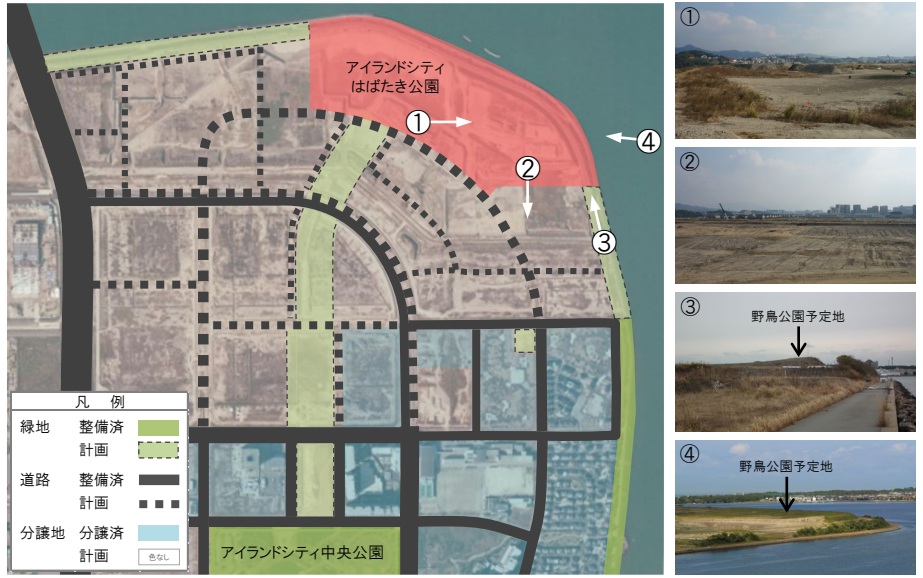 アイランドシティ
はばたき公園
①
④
②
③
凡 例
緑地 整備済
計画
道路 整備済
計画
分譲地 分譲済
計画 色なし
アイランドシティ中央公園
①
②
③
野鳥公園予定地
④
野鳥公園予定地